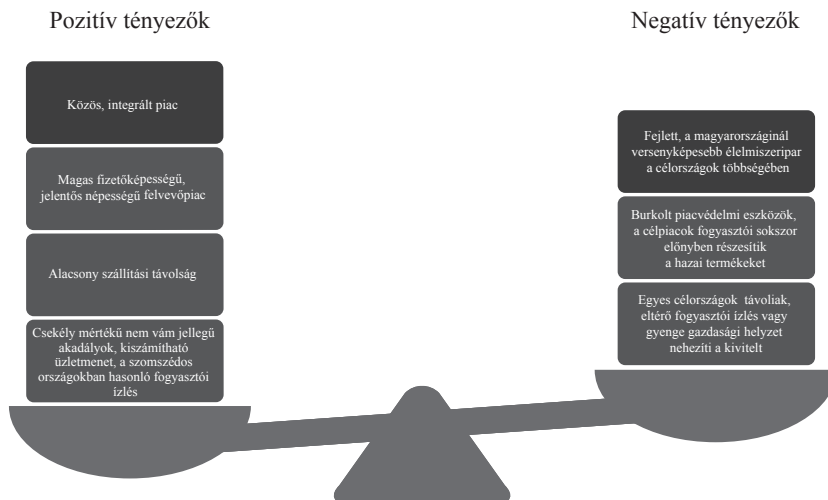 Pozitív tényezők
Közös, integrált piac
Magas fizetőképességű,
jelentős népességű felvevőpiac
Alacsony szállítási távolság
Csekély mértékű nem vám jellegű
akadályok, kiszámítható
üzletmenet, a szomszédos
országokban hasonló fogyasztói
ízlés
Negatív tényezők
Fejlett, a magyarországinál
versenyképesebb élelmiszeripar
a célországok többségében
Burkolt piacvédelmi eszközök,
a célpiacok fogyasztói sokszor
előnyben részesítik
a hazai termékeket
Egyes célországok távoliak,
eltérő fogyasztói ízlés vagy
gyenge gazdasági helyzet
nehezíti a kivitelt